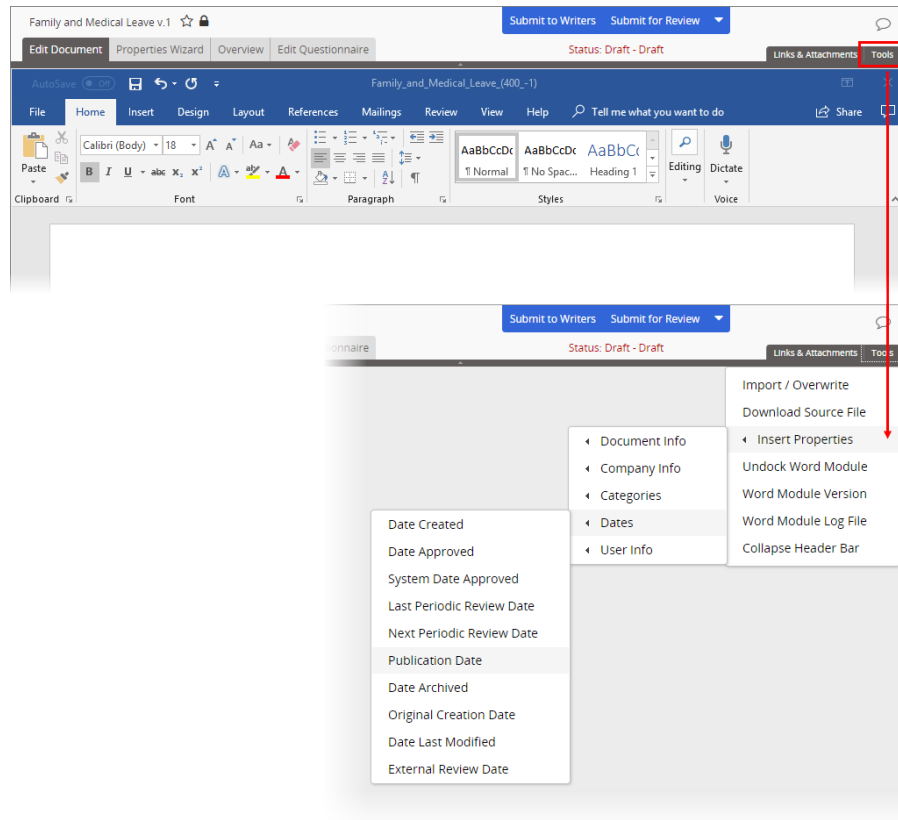 Family and Medical Leave v.1
Submit to Writers Submit for Review
Edit Document Properties Wizard Overview Edit Questionnaire
Status: Draft - Draft
Links & Attachments Tools
AutoSave Off Family_and_Medical_Leave_(400_-1)
File Home Insert Design Layout References Mailings Review View Help Tell me what you want to do Share
Paste Calibri (Body) 18 Aa AaBbCcDc AaBbCcDc AaBbCc Editing Dictate
B I U abc X₂ X² A aby A ¶ Normal ¶ No Spac... Heading 1
Clipboard Font Paragraph Styles Voice
Submit to Writers Submit for Review
nnaire Status: Draft - Draft Links & Attachments Tools
Import / Overwrite
Download Source File
Insert Properties
Undock Word Module
Word Module Version
Word Module Log File
Collapse Header Bar
Document Info
Company Info
Categories
Dates
User Info
Date Created
Date Approved
System Date Approved
Last Periodic Review Date
Next Periodic Review Date
Publication Date
Date Archived
Original Creation Date
Date Last Modified
External Review Date